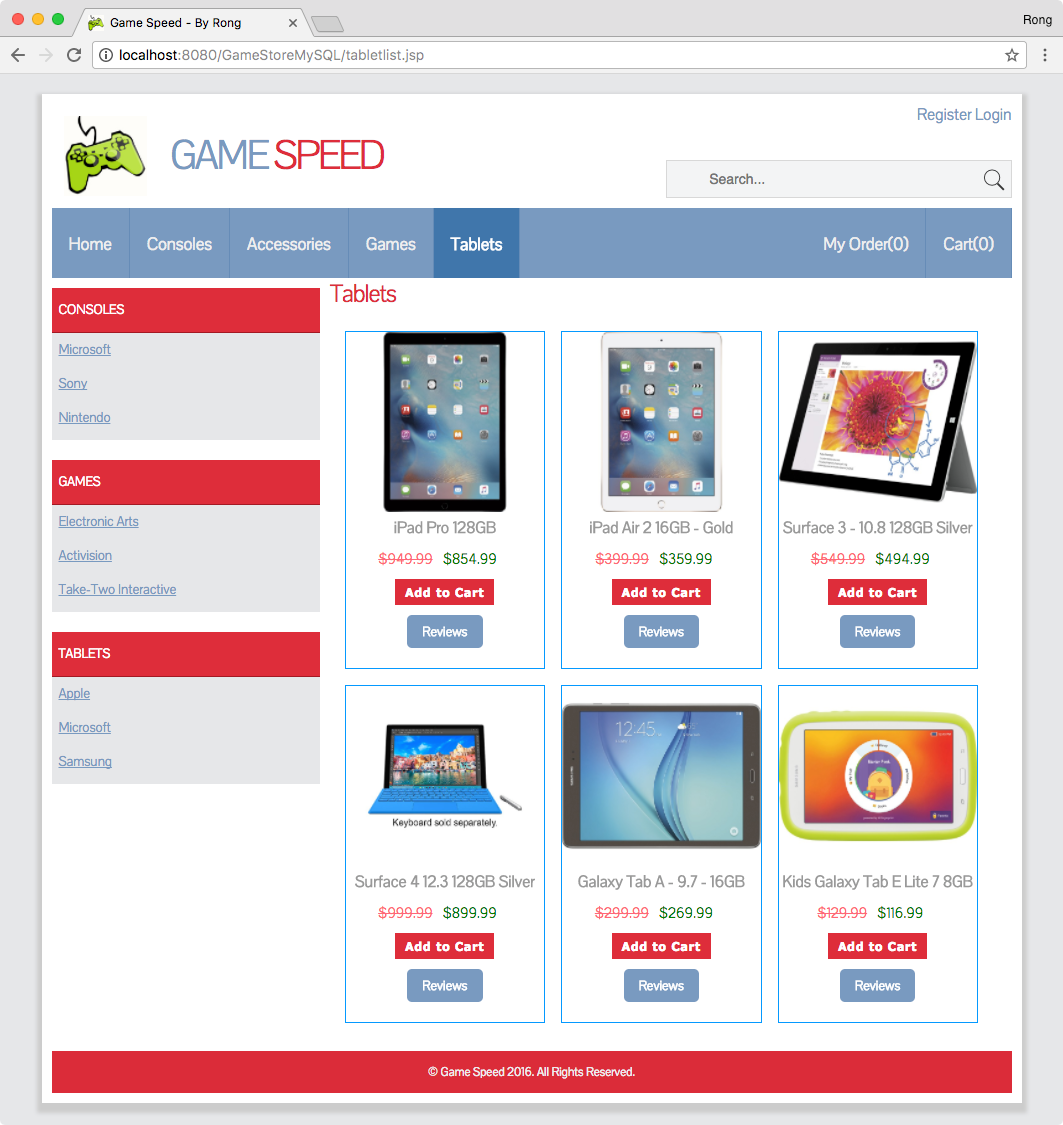 Game Speed - By Rong
Rong
localhost:8080/GameStoreMySQL/tabletlist.jsp
Register Login
GAME SPEED
Search...
Home Consoles Accessories Games Tablets My Order(0) Cart(0)
CONSOLES
Microsoft
Sony
Nintendo
GAMES
Electronic Arts
Activision
Take-Two Interactive
TABLETS
Apple
Microsoft
Samsung
Tablets
iPad Pro 128GB
$949.99 $854.99
Add to Cart
Reviews
iPad Air 2 16GB - Gold
$399.99 $359.99
Add to Cart
Reviews
Surface 3 - 10.8 128GB Silver
$549.99 $494.99
Add to Cart
Reviews
Keyboard sold separately.
Surface 4 12.3 128GB Silver
$999.99 $899.99
Add to Cart
Reviews
12:45
Galaxy Tab A - 9.7 - 16GB
$299.99 $269.99
Add to Cart
Reviews
Kids Galaxy Tab E Lite 7 8GB
$129.99 $116.99
Add to Cart
Reviews
© Game Speed 2016. All Rights Reserved.